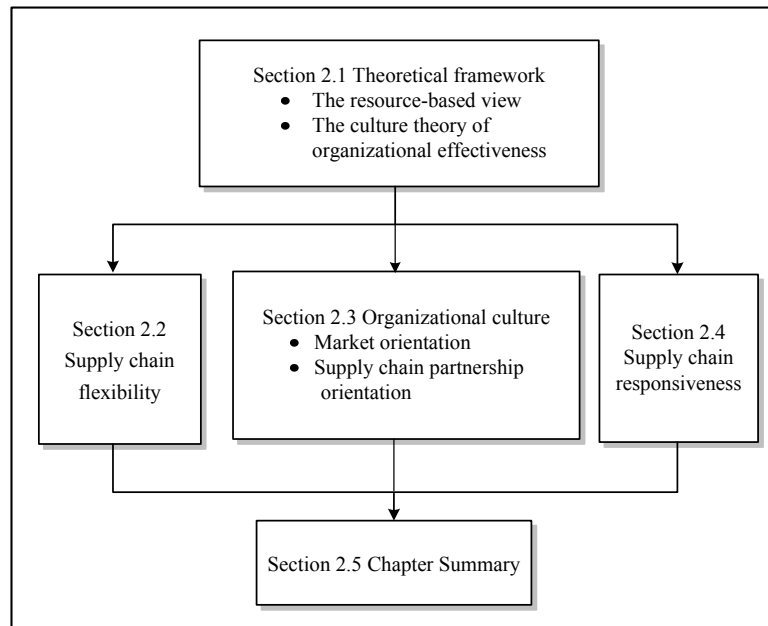 Section 2.1 Theoretical framework
● The resource-based view
● The culture theory of
organizational effectiveness
Section 2.2
Supply chain
flexibility
Section 2.3 Organizational culture
● Market orientation
● Supply chain partnership
orientation
Section 2.4
Supply chain
responsiveness
Section 2.5 Chapter Summary